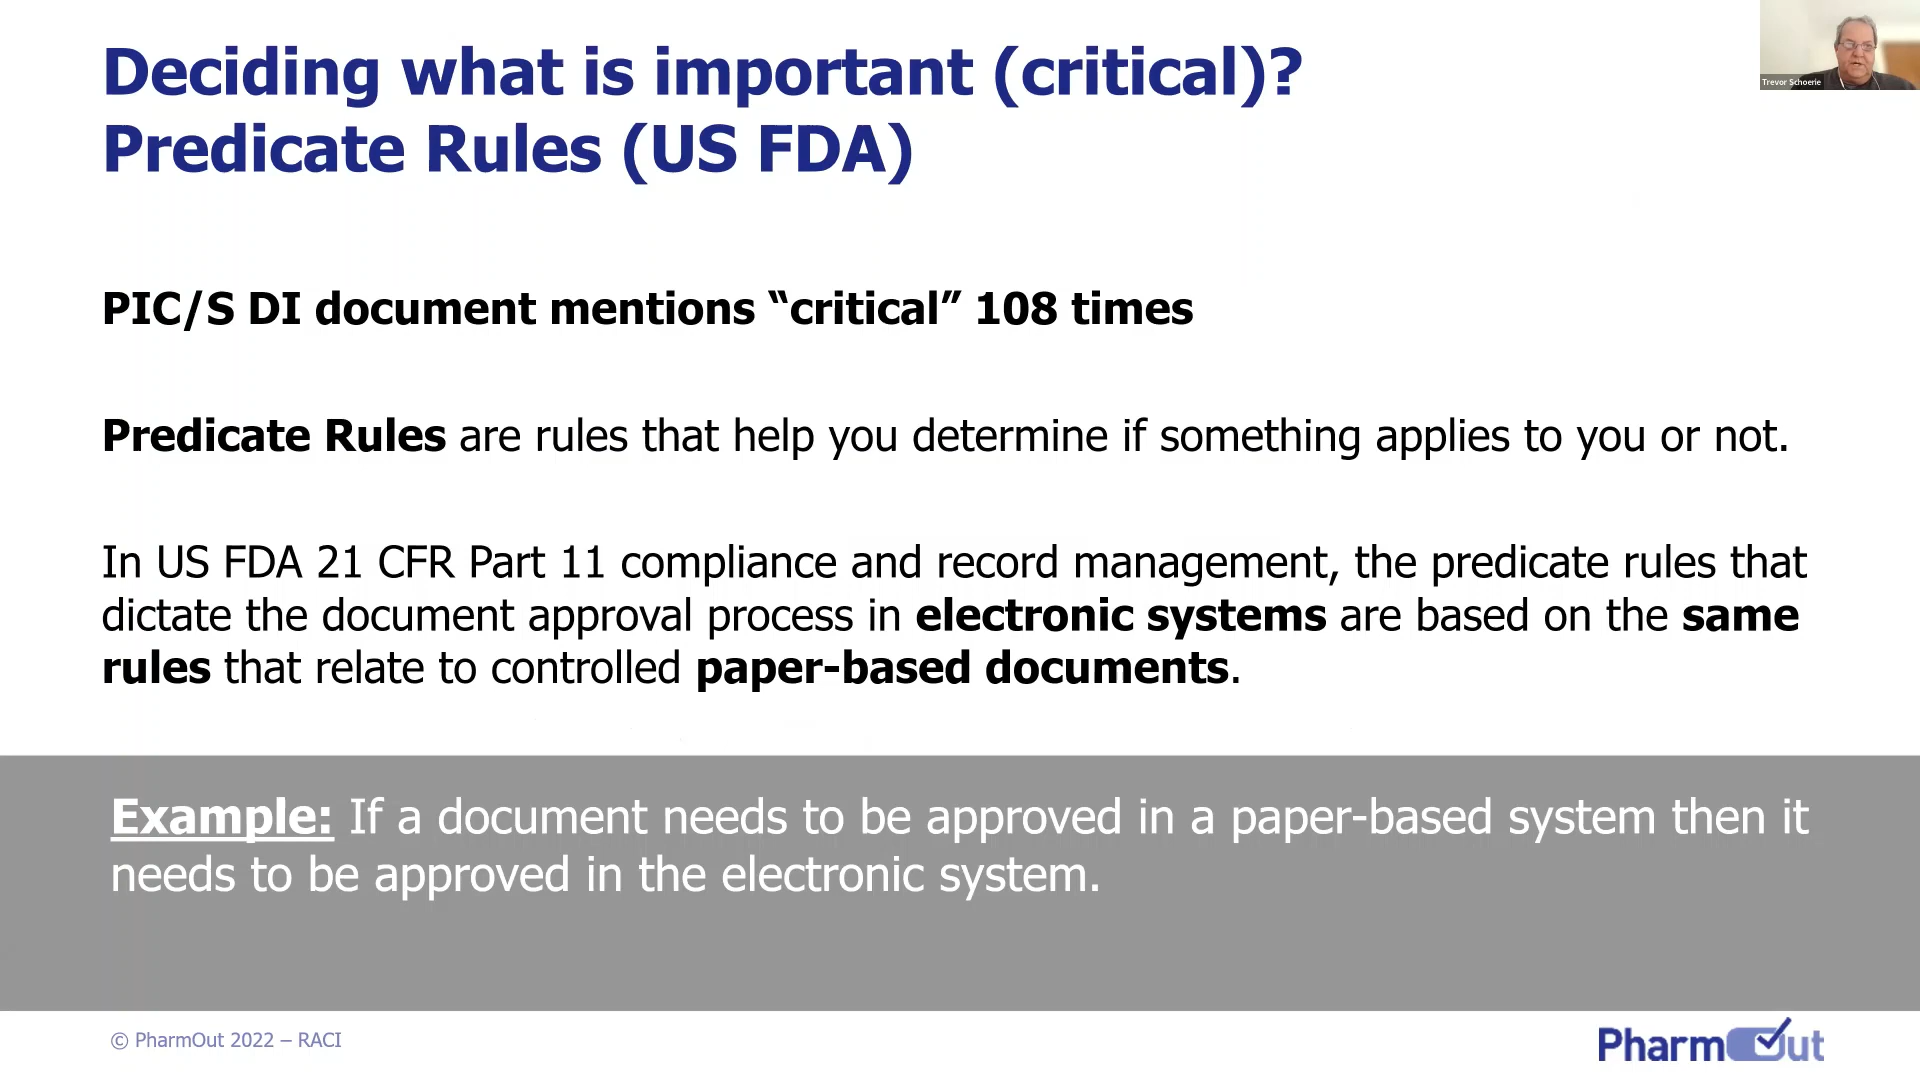 Deciding what is important (critical)?
Predicate Rules (US FDA)
Trevor Schoerie
PIC/S DI document mentions “critical” 108 times
Predicate Rules are rules that help you determine if something applies to you or not.
In US FDA 21 CFR Part 11 compliance and record management, the predicate rules that
dictate the document approval process in electronic systems are based on the same
rules that relate to controlled paper-based documents.
Example: If a document needs to be approved in a paper-based system then it
needs to be approved in the electronic system.
© PharmOut 2022 – RACI
PharmOut